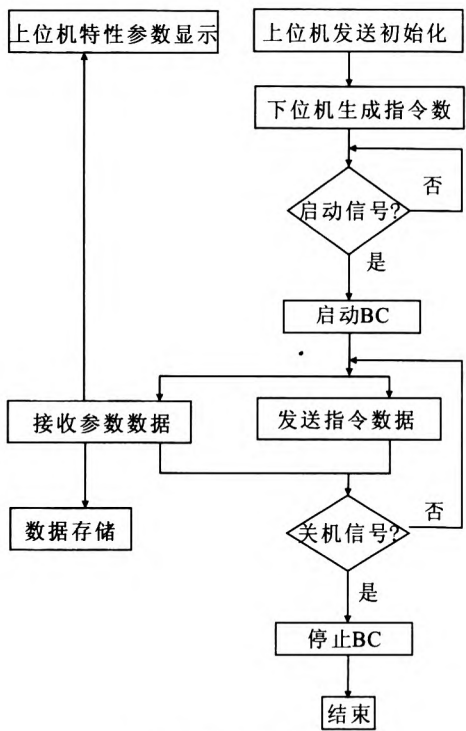 上位机特性参数显示
上位机发送初始化
下位机生成指令数
否
启动信号?
是
启动BC
接收参数数据
发送指令数据
数据存储
否
关机信号?
是
停止BC
结束